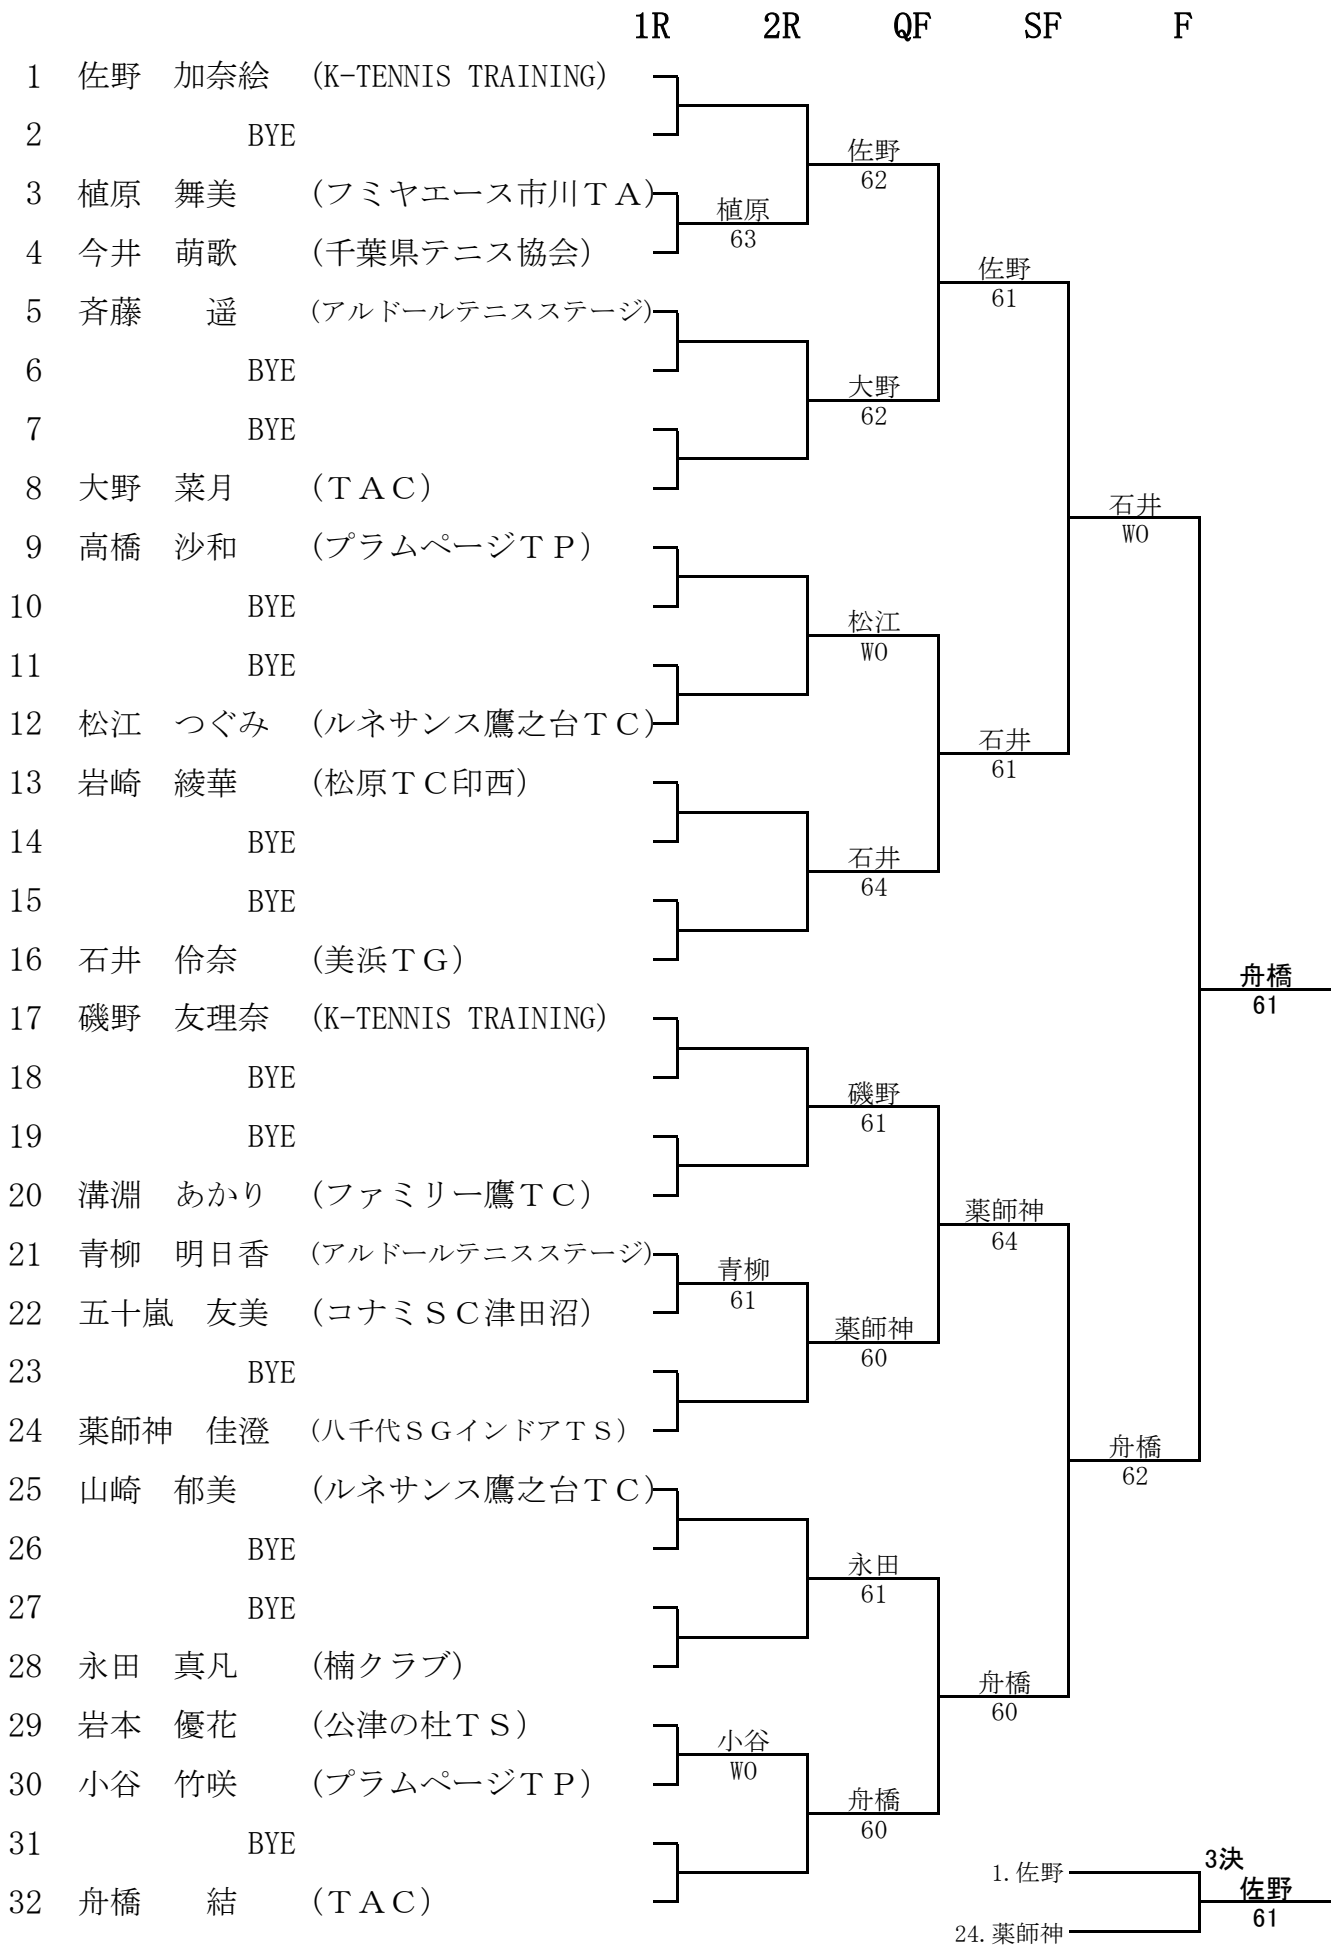 1R 2R QF SF F
1 佐野 加奈絵 (K-TENNIS TRAINING)
2 BYE
佐野
62
3 植原 舞美 (フミヤエース市川ＴＡ)
植原
63
4 今井 萌歌 (千葉県テニス協会)
佐野
61
5 斉藤 遥 (アルドールテニスステージ)
6 BYE
大野
62
7 BYE
8 大野 菜月 (ＴＡＣ)
石井
WO
9 高橋 沙和 (プラムページＴＰ)
10 BYE
松江
WO
11 BYE
12 松江 つぐみ (ルネサンス鷹之台ＴＣ)
石井
61
13 岩崎 綾華 (松原ＴＣ印西)
14 BYE
石井
64
15 BYE
16 石井 伶奈 (美浜ＴＧ)
舟橋
61
17 磯野 友理奈 (K-TENNIS TRAINING)
18 BYE
磯野
61
19 BYE
20 溝淵 あかり (ファミリー鷹ＴＣ)
薬師神
64
21 青柳 明日香 (アルドールテニスステージ)
青柳
61
22 五十嵐 友美 (コナミＳＣ津田沼)
薬師神
60
23 BYE
24 薬師神 佳澄 (八千代ＳＧインドアＴＳ)
舟橋
62
25 山崎 郁美 (ルネサンス鷹之台ＴＣ)
26 BYE
永田
61
27 BYE
28 永田 真凡 (楠クラブ)
舟橋
60
29 岩本 優花 (公津の杜ＴＳ)
小谷
WO
30 小谷 竹咲 (プラムページＴＰ)
舟橋
60
31 BYE
32 舟橋 結 (ＴＡＣ)
3決
1.佐野
佐野
61
24.薬師神